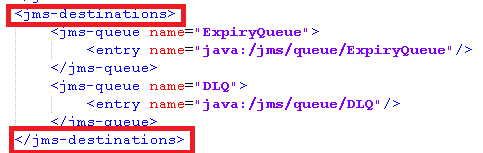 <jms-destinations>
<jms-queue name="ExpiryQueue">
<entry name="java:/jms/queue/ExpiryQueue"/>
</jms-queue>
<jms-queue name="DLQ">
<entry name="java:/jms/queue/DLQ"/>
</jms-queue>
</jms-destinations>